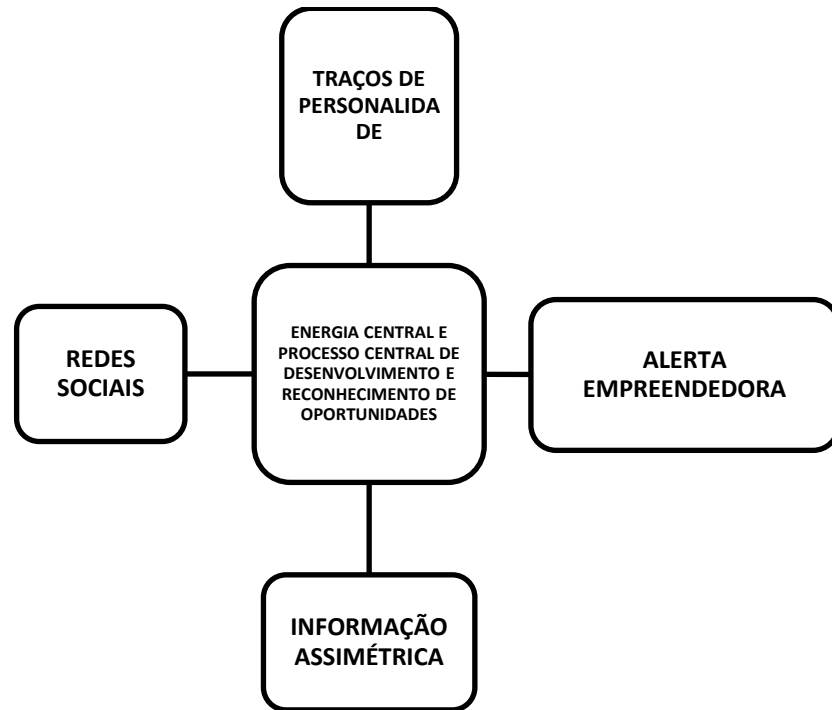 TRAÇOS DE
PERSONALIDA
DE
REDES
SOCIAIS
ENERGIA CENTRAL E
PROCESSO CENTRAL DE
DESENVOLVIMENTO E
RECONHECIMENTO DE
OPORTUNIDADES
ALERTA
EMPREENDEDORA
INFORMAÇÃO
ASSIMÉTRICA